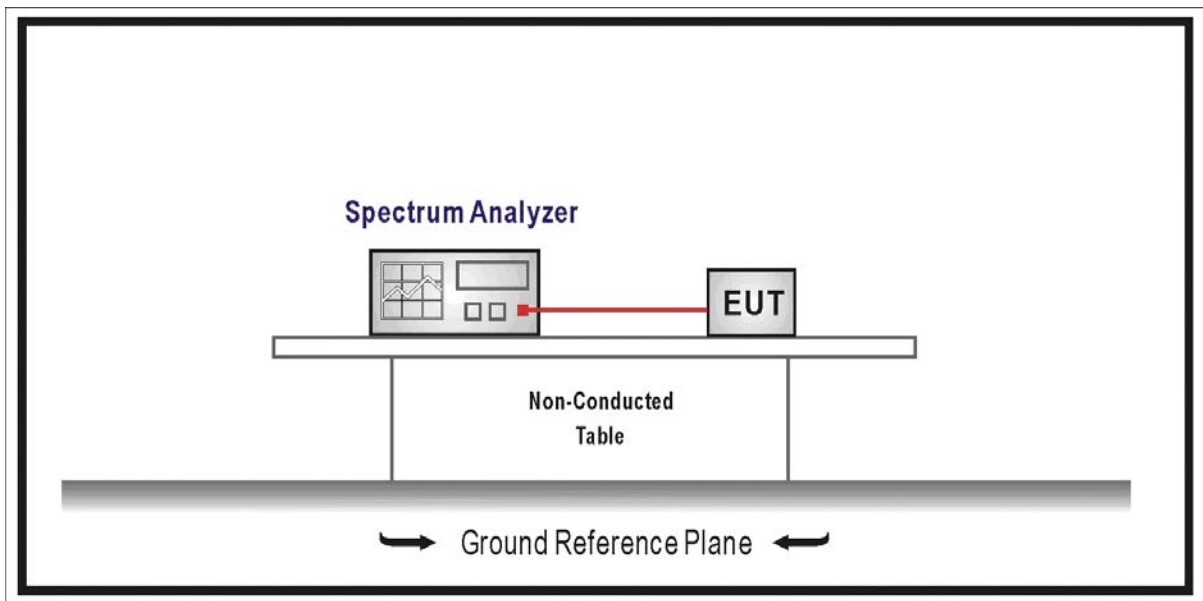 Spectrum Analyzer
EUT
Non-Conducted
Table
Ground Reference Plane